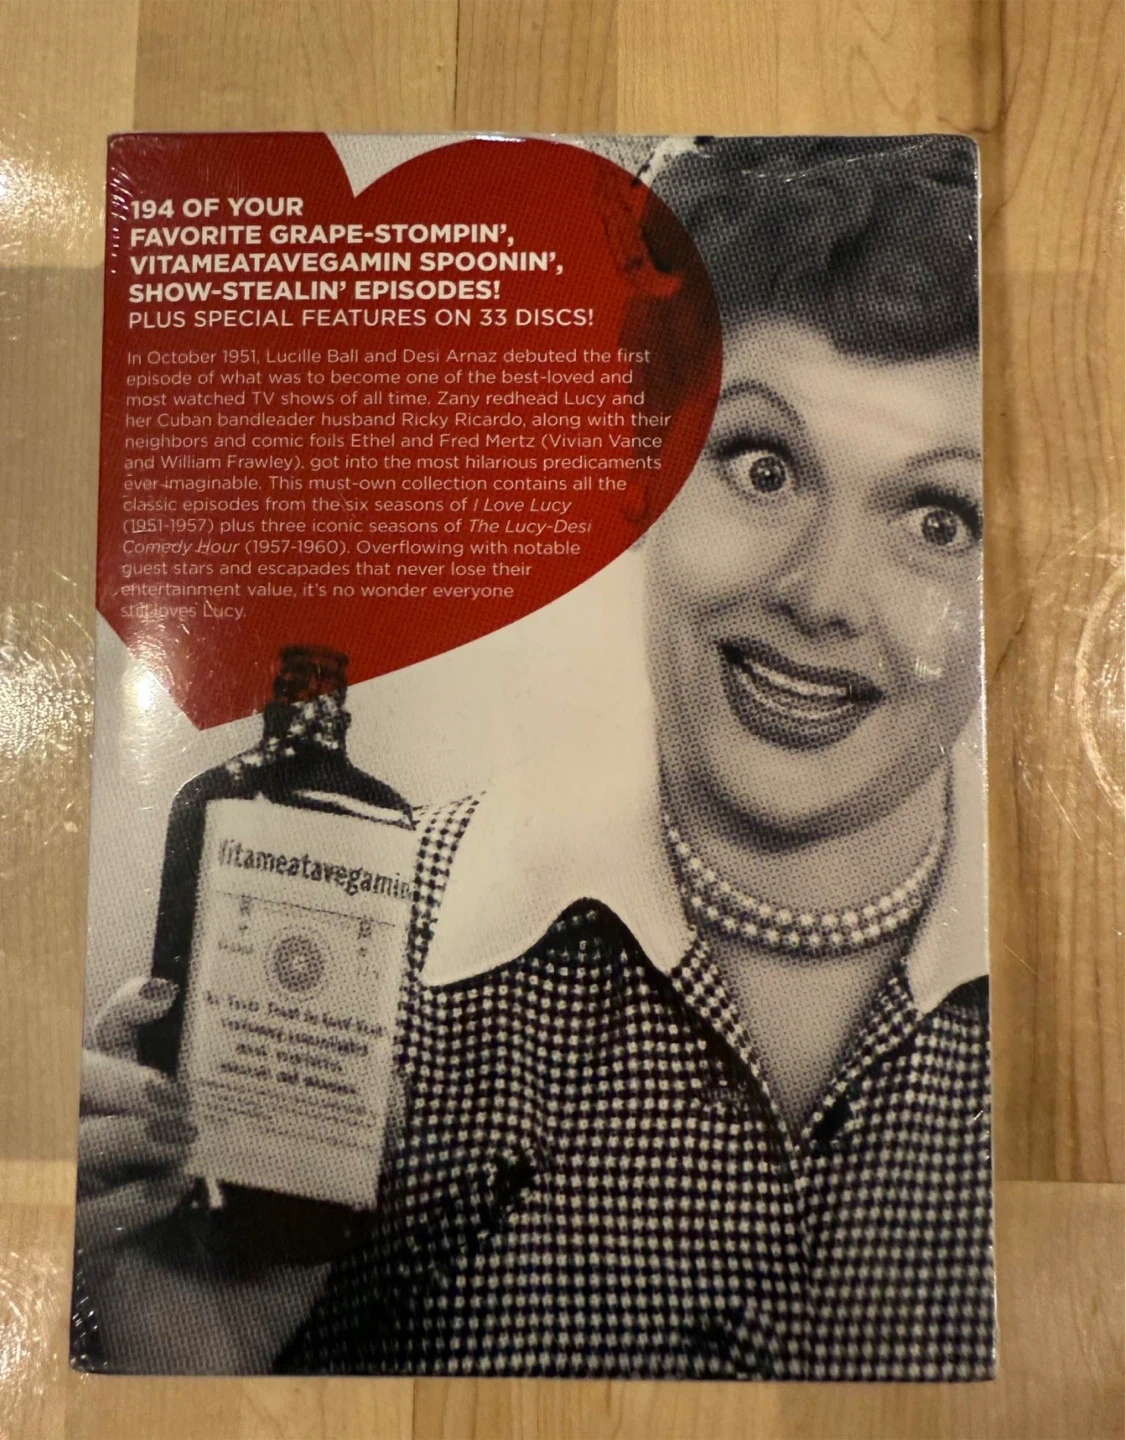 194 OF YOUR
FAVORITE GRAPE-STOMPIN',
VITAMEATAVEGAMIN SPOONIN',
SHOW-STEALIN' EPISODES!
PLUS SPECIAL FEATURES ON 33 DISCS!
In October 1951, Lucille Ball and Desi Arnaz debuted the first
episode of what was to become one of the best-loved and
most watched TV shows of all time. Zany redhead Lucy and
her Cuban bandleader husband Ricky Ricardo, along with their
neighbors and comic foils Ethel and Fred Mertz (Vivian Vance
and William Frawley), got into the most hilarious predicaments
ever imaginable. This must-own collection contains all the
classic episodes from the six seasons of I Love Lucy
(1951-1957) plus three iconic seasons of The Lucy-Desi
Comedy Hour (1957-1960). Overflowing with notable
guest stars and escapades that never lose their
entertainment value, it's no wonder everyone
still loves Lucy.
Vitameatavegamin